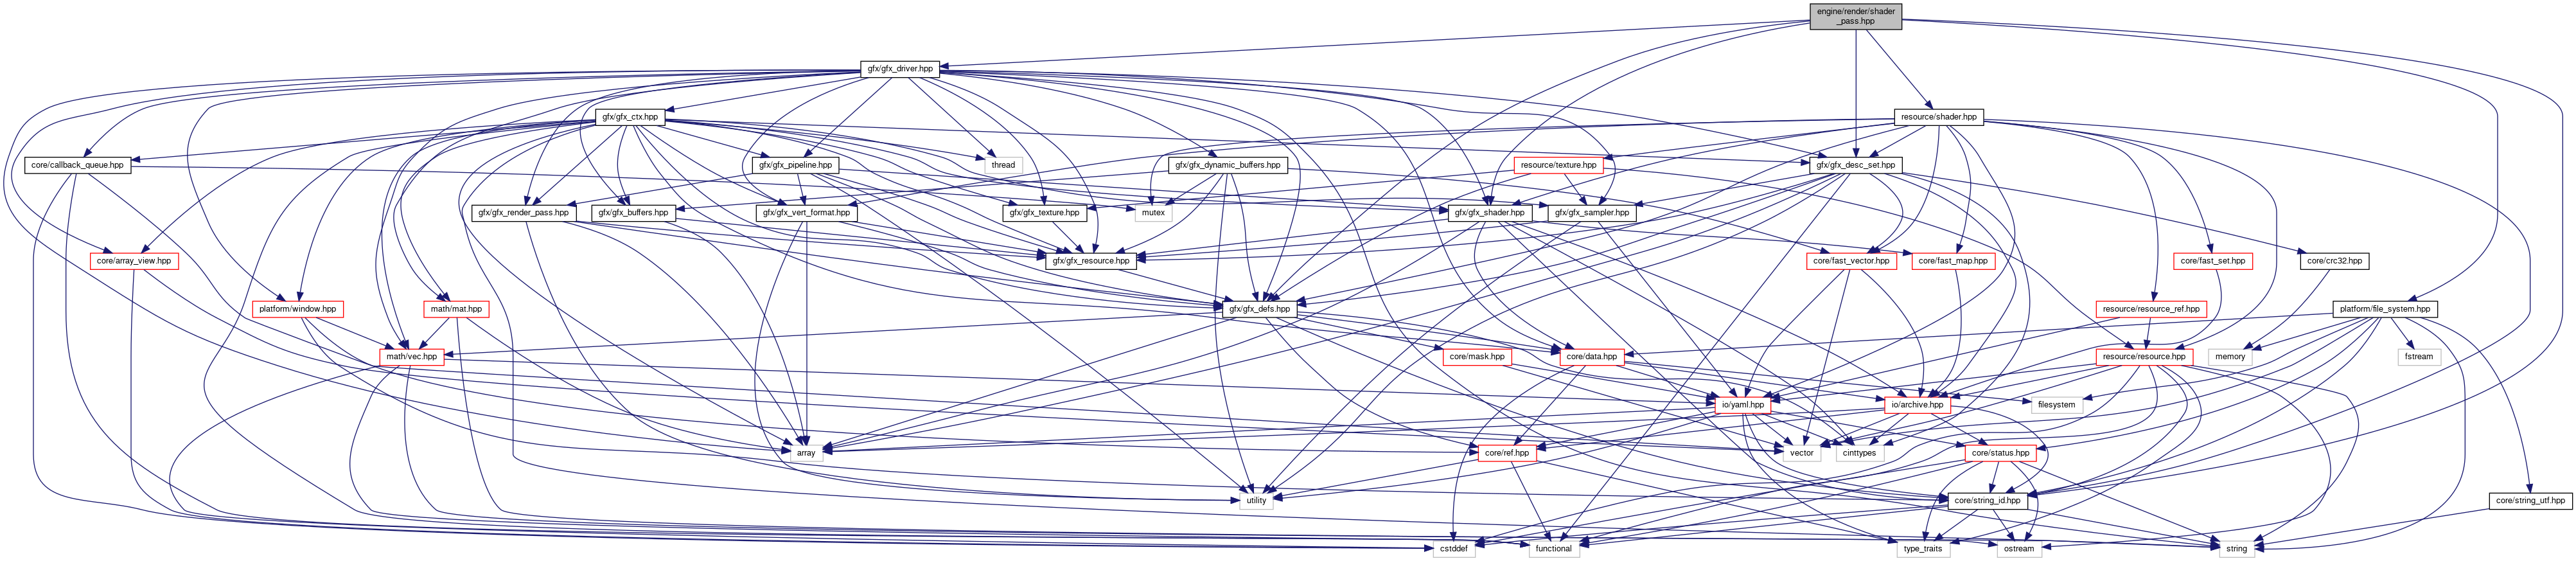 engine/render/shader
_pass.hpp
gfx/gfx_driver.hpp
gfx/gfx_ctx.hpp
resource/shader.hpp
core/callback_queue.hpp
gfx/gfx_pipeline.hpp
thread
gfx/gfx_dynamic_buffers.hpp
resource/texture.hpp
gfx/gfx_desc_set.hpp
gfx/gfx_render_pass.hpp
gfx/gfx_buffers.hpp
gfx/gfx_vert_format.hpp
gfx/gfx_texture.hpp
mutex
gfx/gfx_shader.hpp
gfx/gfx_sampler.hpp
core/array_view.hpp
gfx/gfx_resource.hpp
core/fast_vector.hpp
core/fast_map.hpp
core/fast_set.hpp
core/crc32.hpp
platform/window.hpp
math/mat.hpp
gfx/gfx_defs.hpp
resource/resource_ref.hpp
platform/file_system.hpp
math/vec.hpp
core/mask.hpp
core/data.hpp
resource/resource.hpp
memory
fstream
io/yaml.hpp
io/archive.hpp
filesystem
array
core/ref.hpp
vector
cinttypes
core/status.hpp
utility
core/string_id.hpp
core/string_utf.hpp
cstddef
functional
type_traits
ostream
string